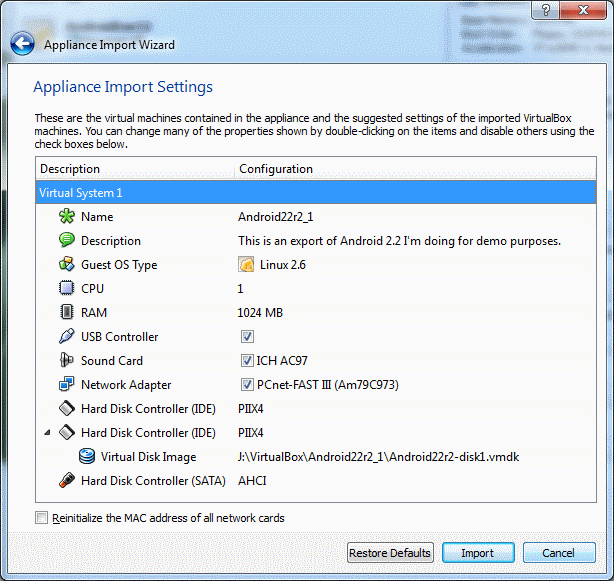 Appliance Import Wizard
Appliance Import Settings
These are the virtual machines contained in the appliance and the suggested settings of the imported VirtualBox
machines. You can change many of the properties shown by double-clicking on the items and disable others using the
check boxes below.
Description Configuration
Virtual System 1
Name Android22r2_1
Description This is an export of Android 2.2 I'm doing for demo purposes.
Guest OS Type Linux 2.6
CPU 1
RAM 1024 MB
USB Controller
Sound Card ICH AC97
Network Adapter PCnet-FAST III (Am79C973)
Hard Disk Controller (IDE) PIIX4
Hard Disk Controller (IDE) PIIX4
Virtual Disk Image J:\VirtualBox\Android22r2_1\Android22r2-disk1.vmdk
Hard Disk Controller (SATA) AHCI
Reinitialize the MAC address of all network cards
Restore Defaults Import Cancel